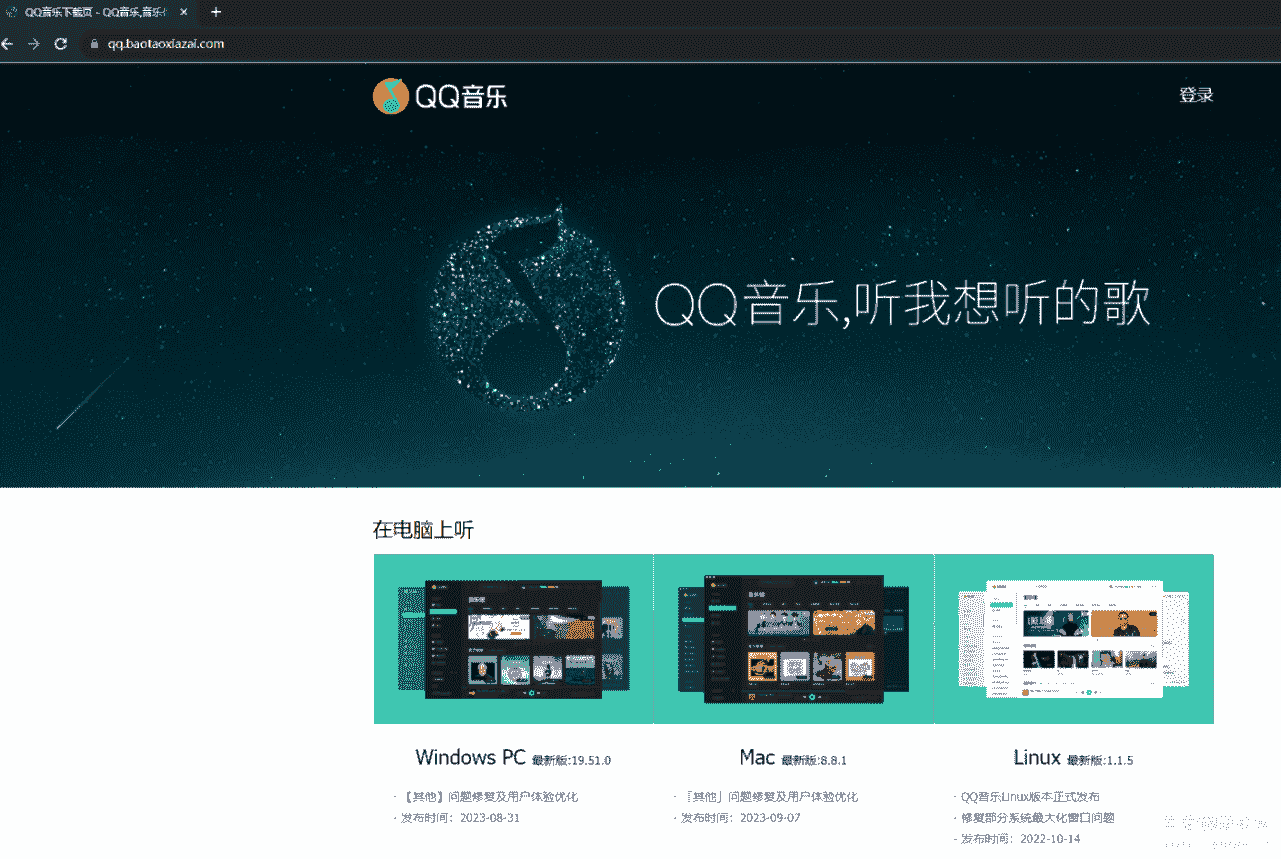 QQ音乐下载页 - QQ音乐,音乐
qq.baotaoxiazai.com
QQ音乐
登录
QQ音乐,听我想听的歌
在电脑上听
Windows PC 最新版:19.51.0
· 【其他】问题修复及用户体验优化
· 发布时间：2023-08-31
Mac 最新版:8.8.1
· 「其他」问题修复及用户体验优化
· 发布时间：2023-09-07
Linux 最新版:1.1.5
· QQ音乐Linux版本正式发布
· 修复部分系统最大化窗口问题
· 发布时间：2022-10-14